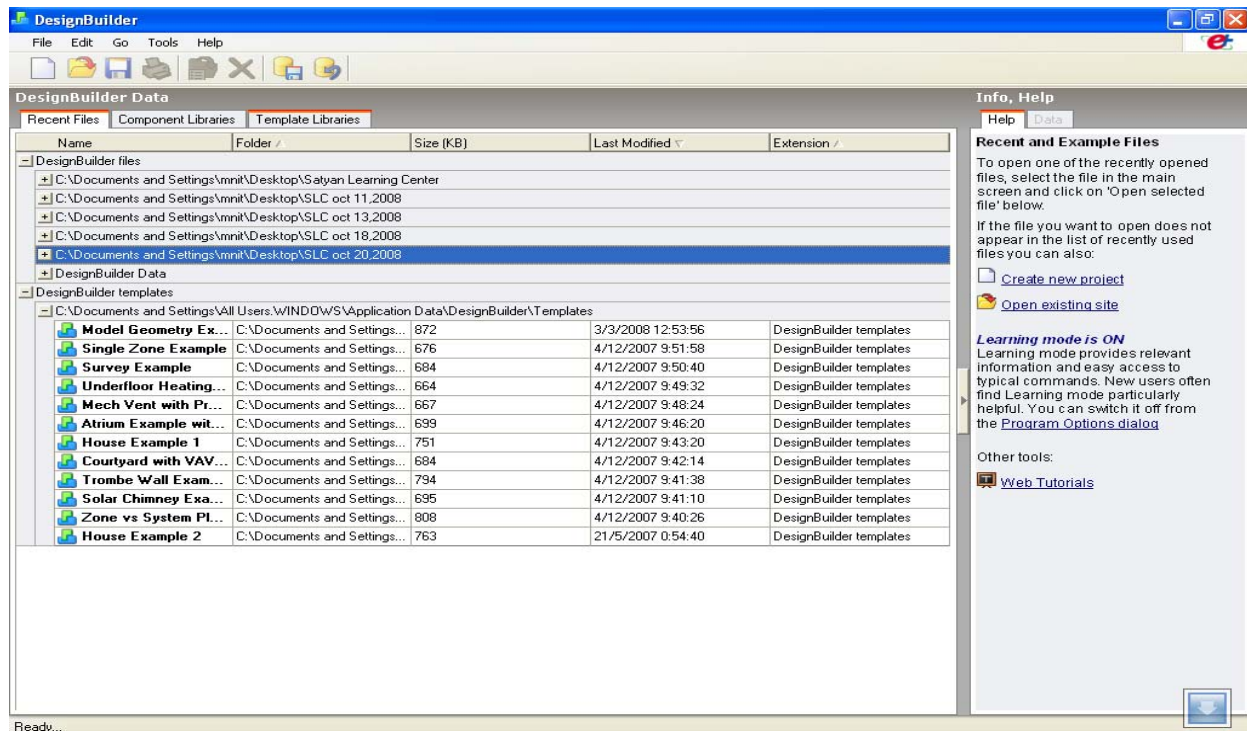 DesignBuilder
File Edit Go Tools Help
DesignBuilder Data
Recent Files Component Libraries Template Libraries
Name Folder Size (KB) Last Modified Extension
DesignBuilder files
C:\Documents and Settings\mnit\Desktop\Satyan Learning Center
C:\Documents and Settings\mnit\Desktop\SLC oct 11,2008
C:\Documents and Settings\mnit\Desktop\SLC oct 13,2008
C:\Documents and Settings\mnit\Desktop\SLC oct 18,2008
C:\Documents and Settings\mnit\Desktop\SLC oct 20,2008
DesignBuilder Data
DesignBuilder templates
C:\Documents and Settings\All Users.WINDOWS\Application Data\DesignBuilder\Templates
Model Geometry Ex... C:\Documents and Settings... 872 3/3/2008 12:53:56 DesignBuilder templates
Single Zone Example C:\Documents and Settings... 676 4/12/2007 9:51:58 DesignBuilder templates
Survey Example C:\Documents and Settings... 684 4/12/2007 9:50:40 DesignBuilder templates
Underfloor Heating... C:\Documents and Settings... 664 4/12/2007 9:49:32 DesignBuilder templates
Mech Vent with Pr... C:\Documents and Settings... 667 4/12/2007 9:48:24 DesignBuilder templates
Atrium Example wit... C:\Documents and Settings... 699 4/12/2007 9:46:20 DesignBuilder templates
House Example 1 C:\Documents and Settings... 751 4/12/2007 9:43:20 DesignBuilder templates
Courtyard with VAV... C:\Documents and Settings... 684 4/12/2007 9:42:14 DesignBuilder templates
Trombe Wall Exam... C:\Documents and Settings... 794 4/12/2007 9:41:38 DesignBuilder templates
Solar Chimney Exa... C:\Documents and Settings... 695 4/12/2007 9:41:10 DesignBuilder templates
Zone vs System Pl... C:\Documents and Settings... 808 4/12/2007 9:40:26 DesignBuilder templates
House Example 2 C:\Documents and Settings... 763 21/5/2007 0:54:40 DesignBuilder templates
Info, Help
Help Data
Recent and Example Files
To open one of the recently opened
files, select the file in the main
screen and click on 'Open selected
file' below.
If the file you want to open does not
appear in the list of recently used
files you can also:
Create new project
Open existing site
Learning mode is ON
Learning mode provides relevant
information and easy access to
typical commands. New users often
find Learning mode particularly
helpful. You can switch it off from
the Program Options dialog
Other tools:
Web Tutorials
Ready...